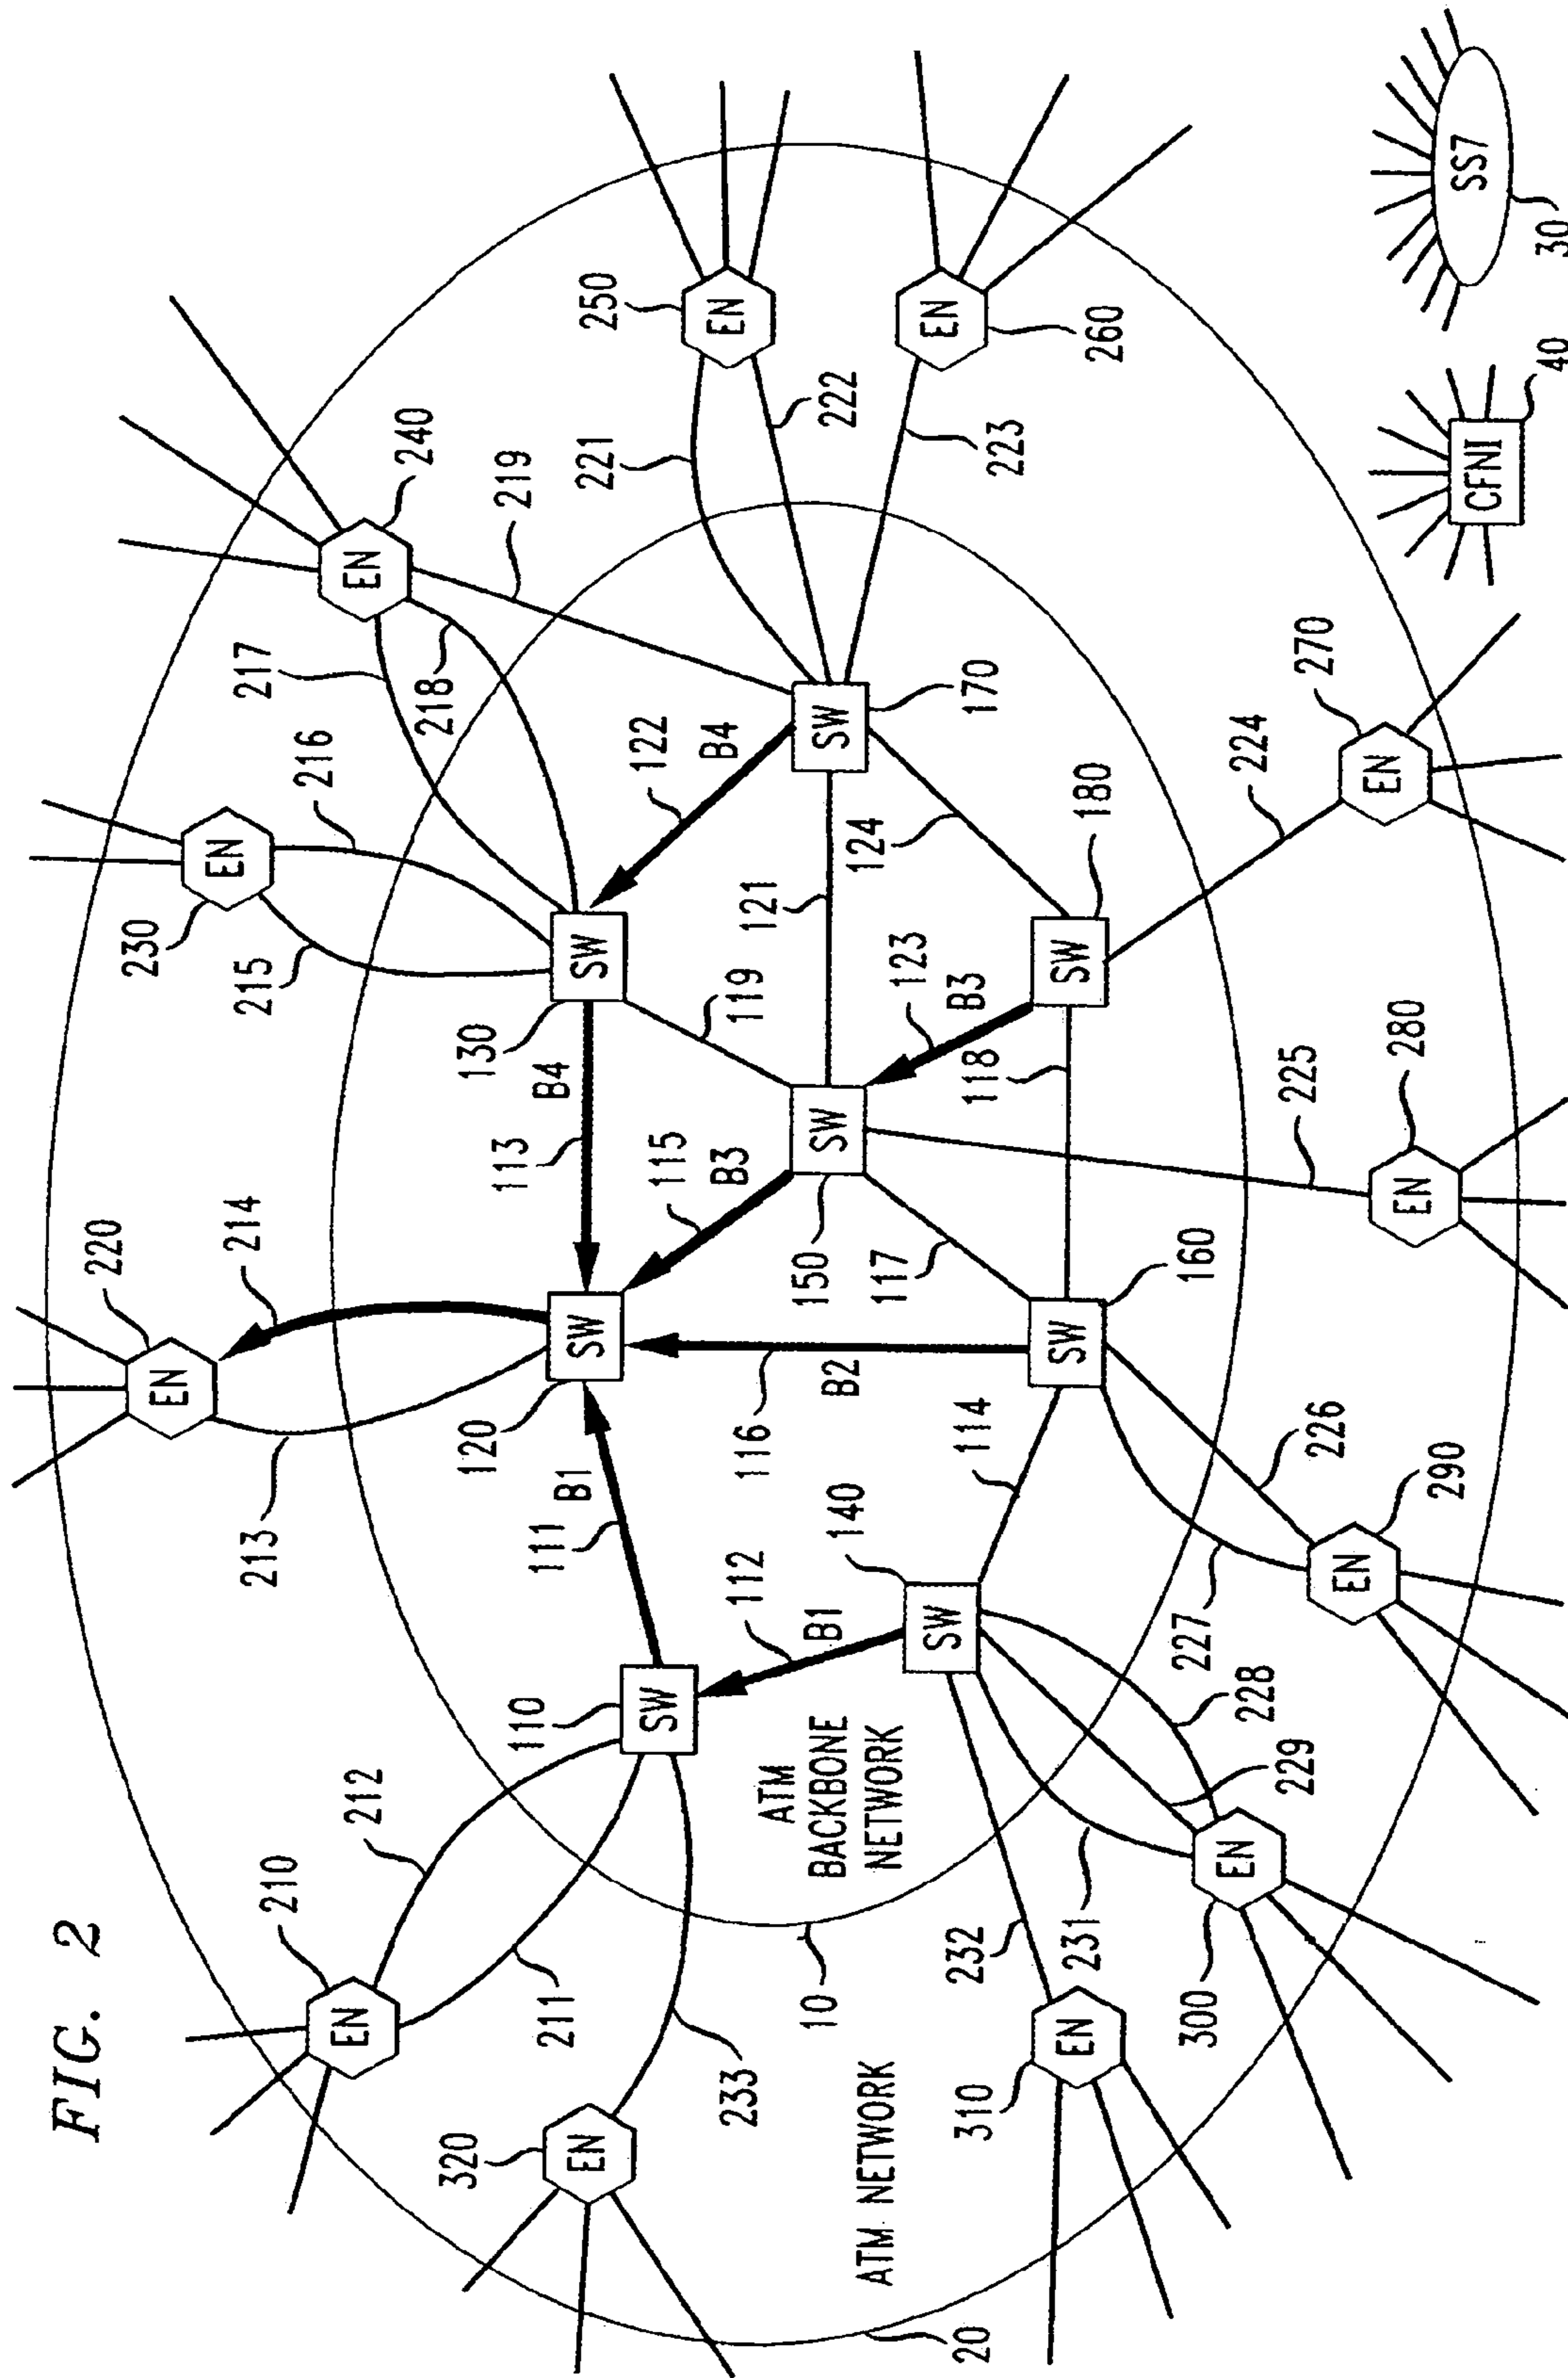 FIG. 2
220
214
230
EN
215
216
EN
240
217
EN
218
219
210
EN
212
211
213
320
EN
233
110
SW
111
B1
120
SW
113
B4
130
SW
122
B4
250
EN
221
222
112
B1
116
B2
115
B3
119
121
170
SW
223
EN
260
ATM
BACKBONE
NETWORK
140
SW
114
150
SW
117
123
B3
124
118
160
SW
180
SW
10
ATM NETWORK
20
232
310
EN
231
300
EN
229
228
227
226
290
EN
225
280
EN
224
270
EN
CFNI
40
SS7
30